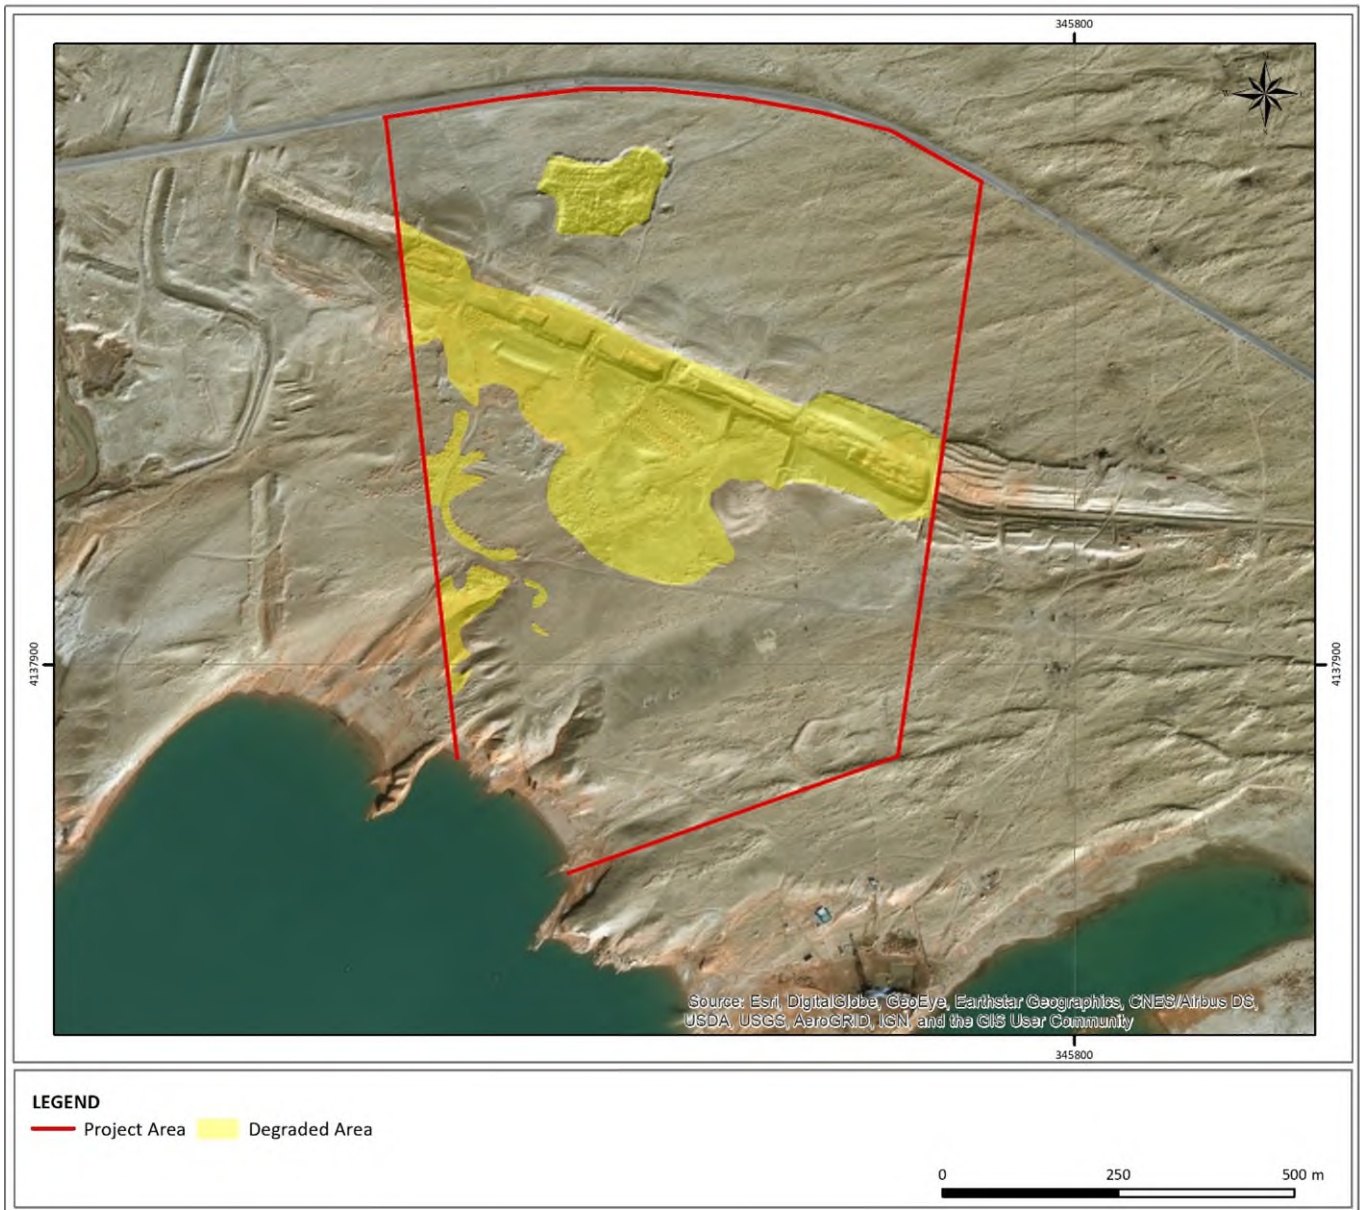 345800
4137900
4137900
Source: Esri, DigitalGlobe, GeoEye, Earthstar Geographics, CNES/Airbus DS,
USDA, USGS, AeroGRID, IGN, and the GIS User Community
345800
LEGEND
Project Area Degraded Area
0 250 500 m